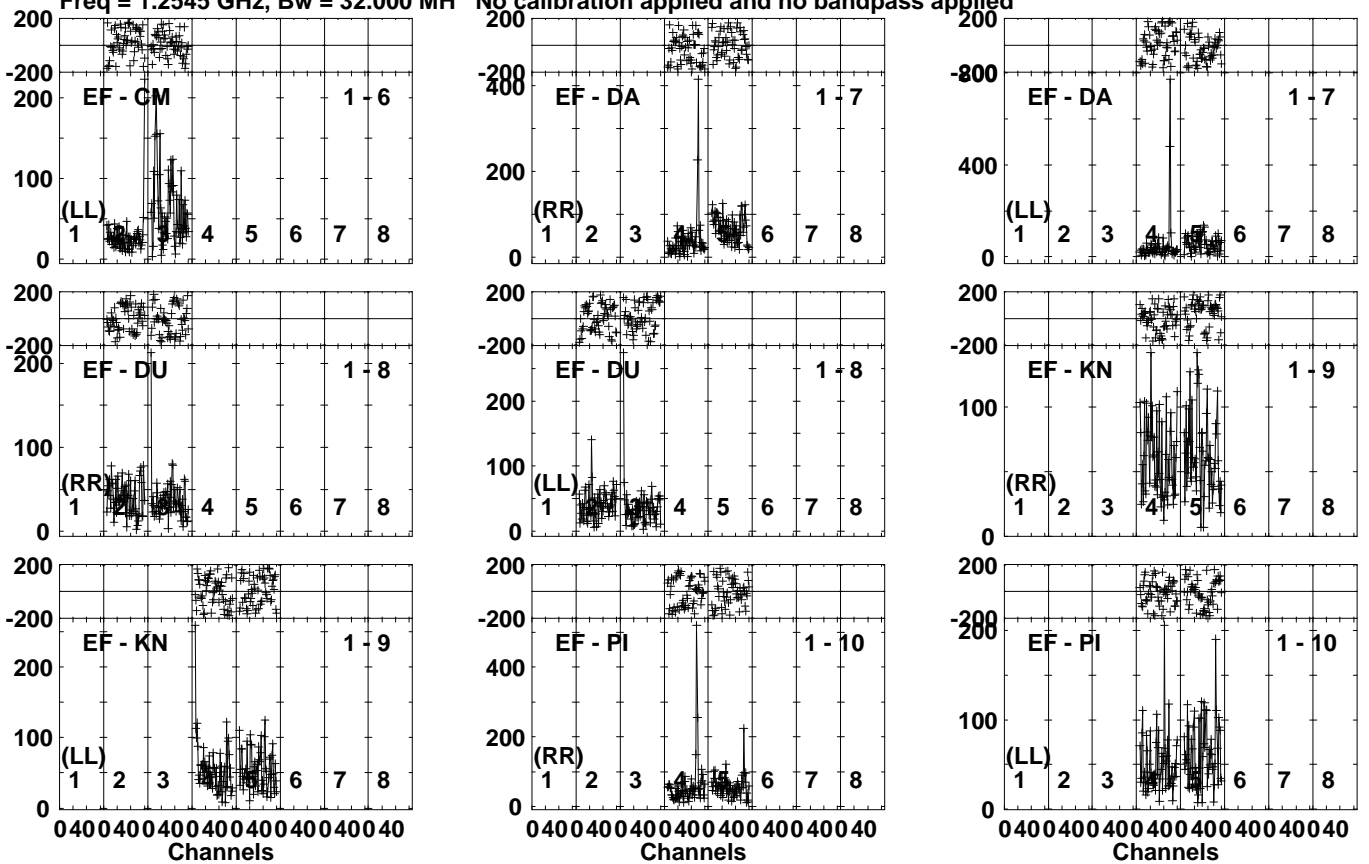 Freq = 1.2545 GHz, Bw = 32.000 MH No calibration applied and no bandpass applied
200 200 200
-200 200 -200
200 EF - CM 1 - 6 400 EF - DA 1 - 7 800 EF - DA 1 - 7
100 200 400
(LL) (RR) (LL)
1 2 3 4 5 6 7 8 1 2 3 4 5 6 7 8 1 2 3 4 5 6 7 8
0 0 0
200 200 200
-200 -200 -200
200 EF - DU 1 - 8 EF - DU 1 - 8 EF - KN 1 - 9
200
100 100 100
(RR) (LL) (RR)
1 2 3 4 5 6 7 8 1 2 3 4 5 6 7 8 1 2 3 4 5 6 7 8
0 0 0
200 200 200
-200 -200 -200
200 EF - KN 1 - 9 EF - PI 1 - 10 200 EF - PI 1 - 10
400
100 200 100
(LL) (RR) (LL)
1 2 3 4 5 6 7 8 1 2 3 4 5 6 7 8 1 2 3 4 5 6 7 8
0 0 0
0 40 0 40 0 40 0 40 0 40 0 40 0 40 0 40 0 40 0 40 0 40 0 40 0 40 0 40 0 40 0 40 0 40 0 40 0 40 0 40 0 40 0 40 0 40 0 40
Channels Channels Channels